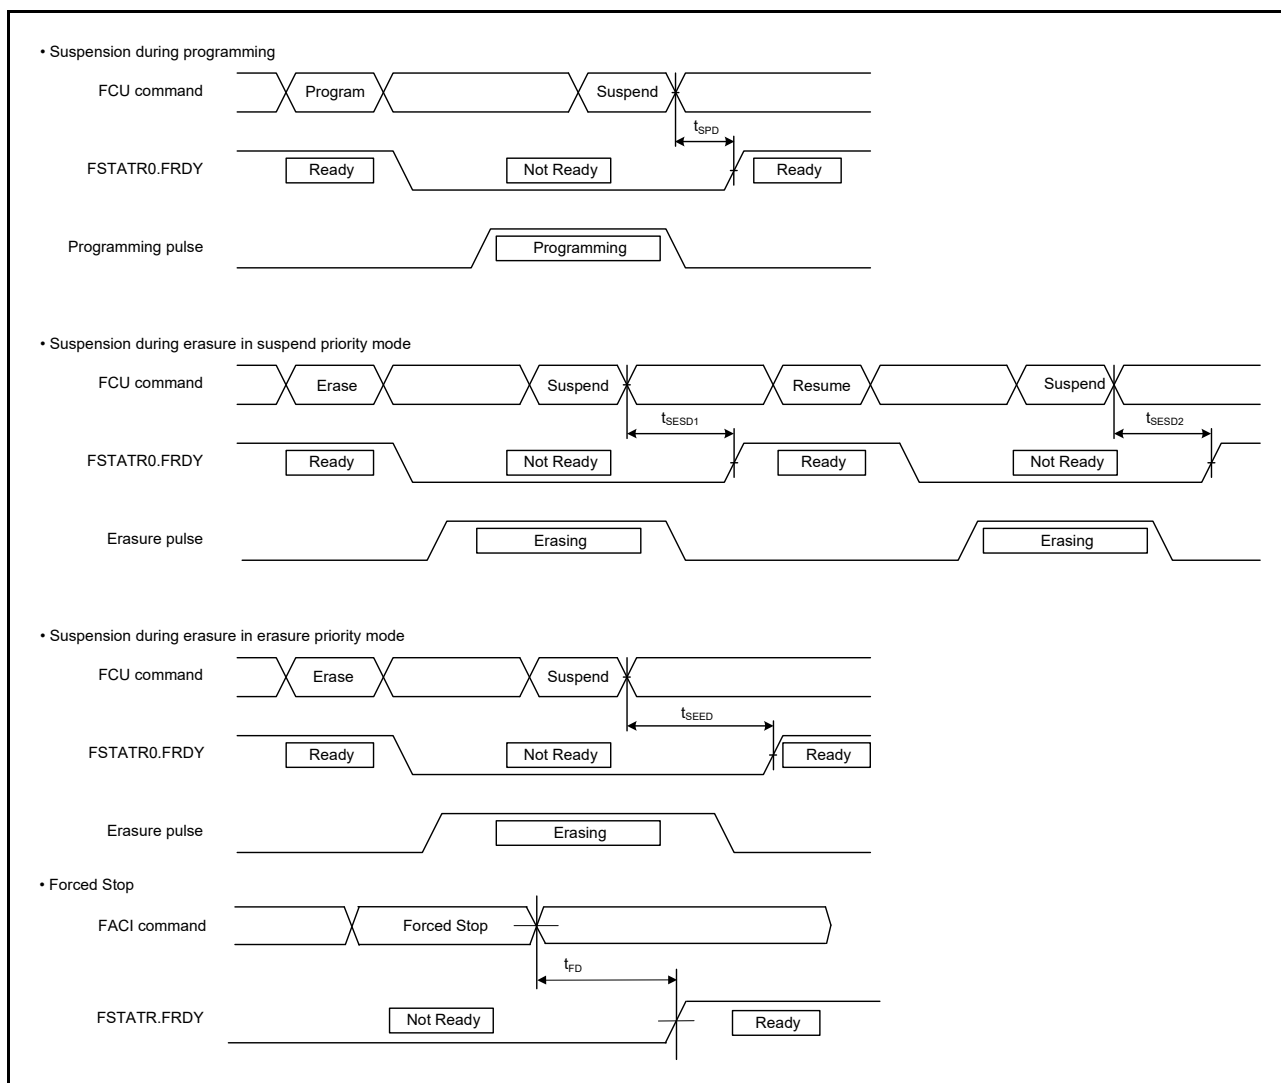 • Suspension during programming
FCU command
Program
Suspend
tSPD
FSTATR0.FRDY
Ready
Not Ready
Ready
Programming pulse
Programming
• Suspension during erasure in suspend priority mode
FCU command
Erase
Suspend
Resume
Suspend
tSESD1
tSESD2
FSTATR0.FRDY
Ready
Not Ready
Ready
Not Ready
Erasure pulse
Erasing
Erasing
• Suspension during erasure in erasure priority mode
FCU command
Erase
Suspend
tSEED
FSTATR0.FRDY
Ready
Not Ready
Ready
Erasure pulse
Erasing
• Forced Stop
FACI command
Forced Stop
tFD
FSTATR.FRDY
Not Ready
Ready